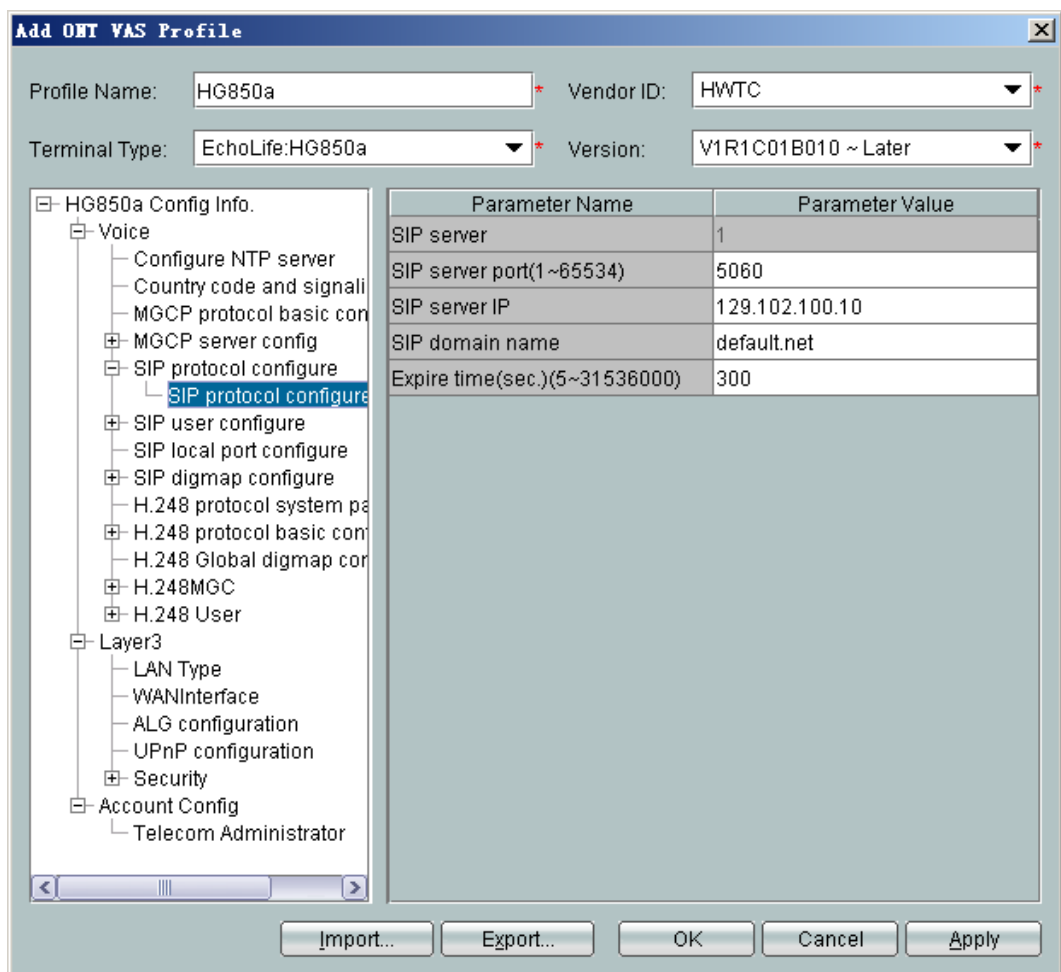 Add ONT VAS Profile
Profile Name: HG850a * Vendor ID: HWTC *
Terminal Type: EchoLife:HG850a * Version: V1R1C01B010 ~ Later *
HG850a Config Info.
Voice
Configure NTP server
Country code and signali
MGCP protocol basic con
MGCP server config
SIP protocol configure
SIP protocol configure
SIP user configure
SIP local port configure
SIP digmap configure
H.248 protocol system pa
H.248 protocol basic con
H.248 Global digmap con
H.248MGC
H.248 User
Layer3
LAN Type
WANInterface
ALG configuration
UPnP configuration
Security
Account Config
Telecom Administrator
Parameter Name Parameter Value
SIP server 1
SIP server port(1~65534) 5060
SIP server IP 129.102.100.10
SIP domain name default.net
Expire time(sec.)(5~31536000) 300
Import... Export... OK Cancel Apply